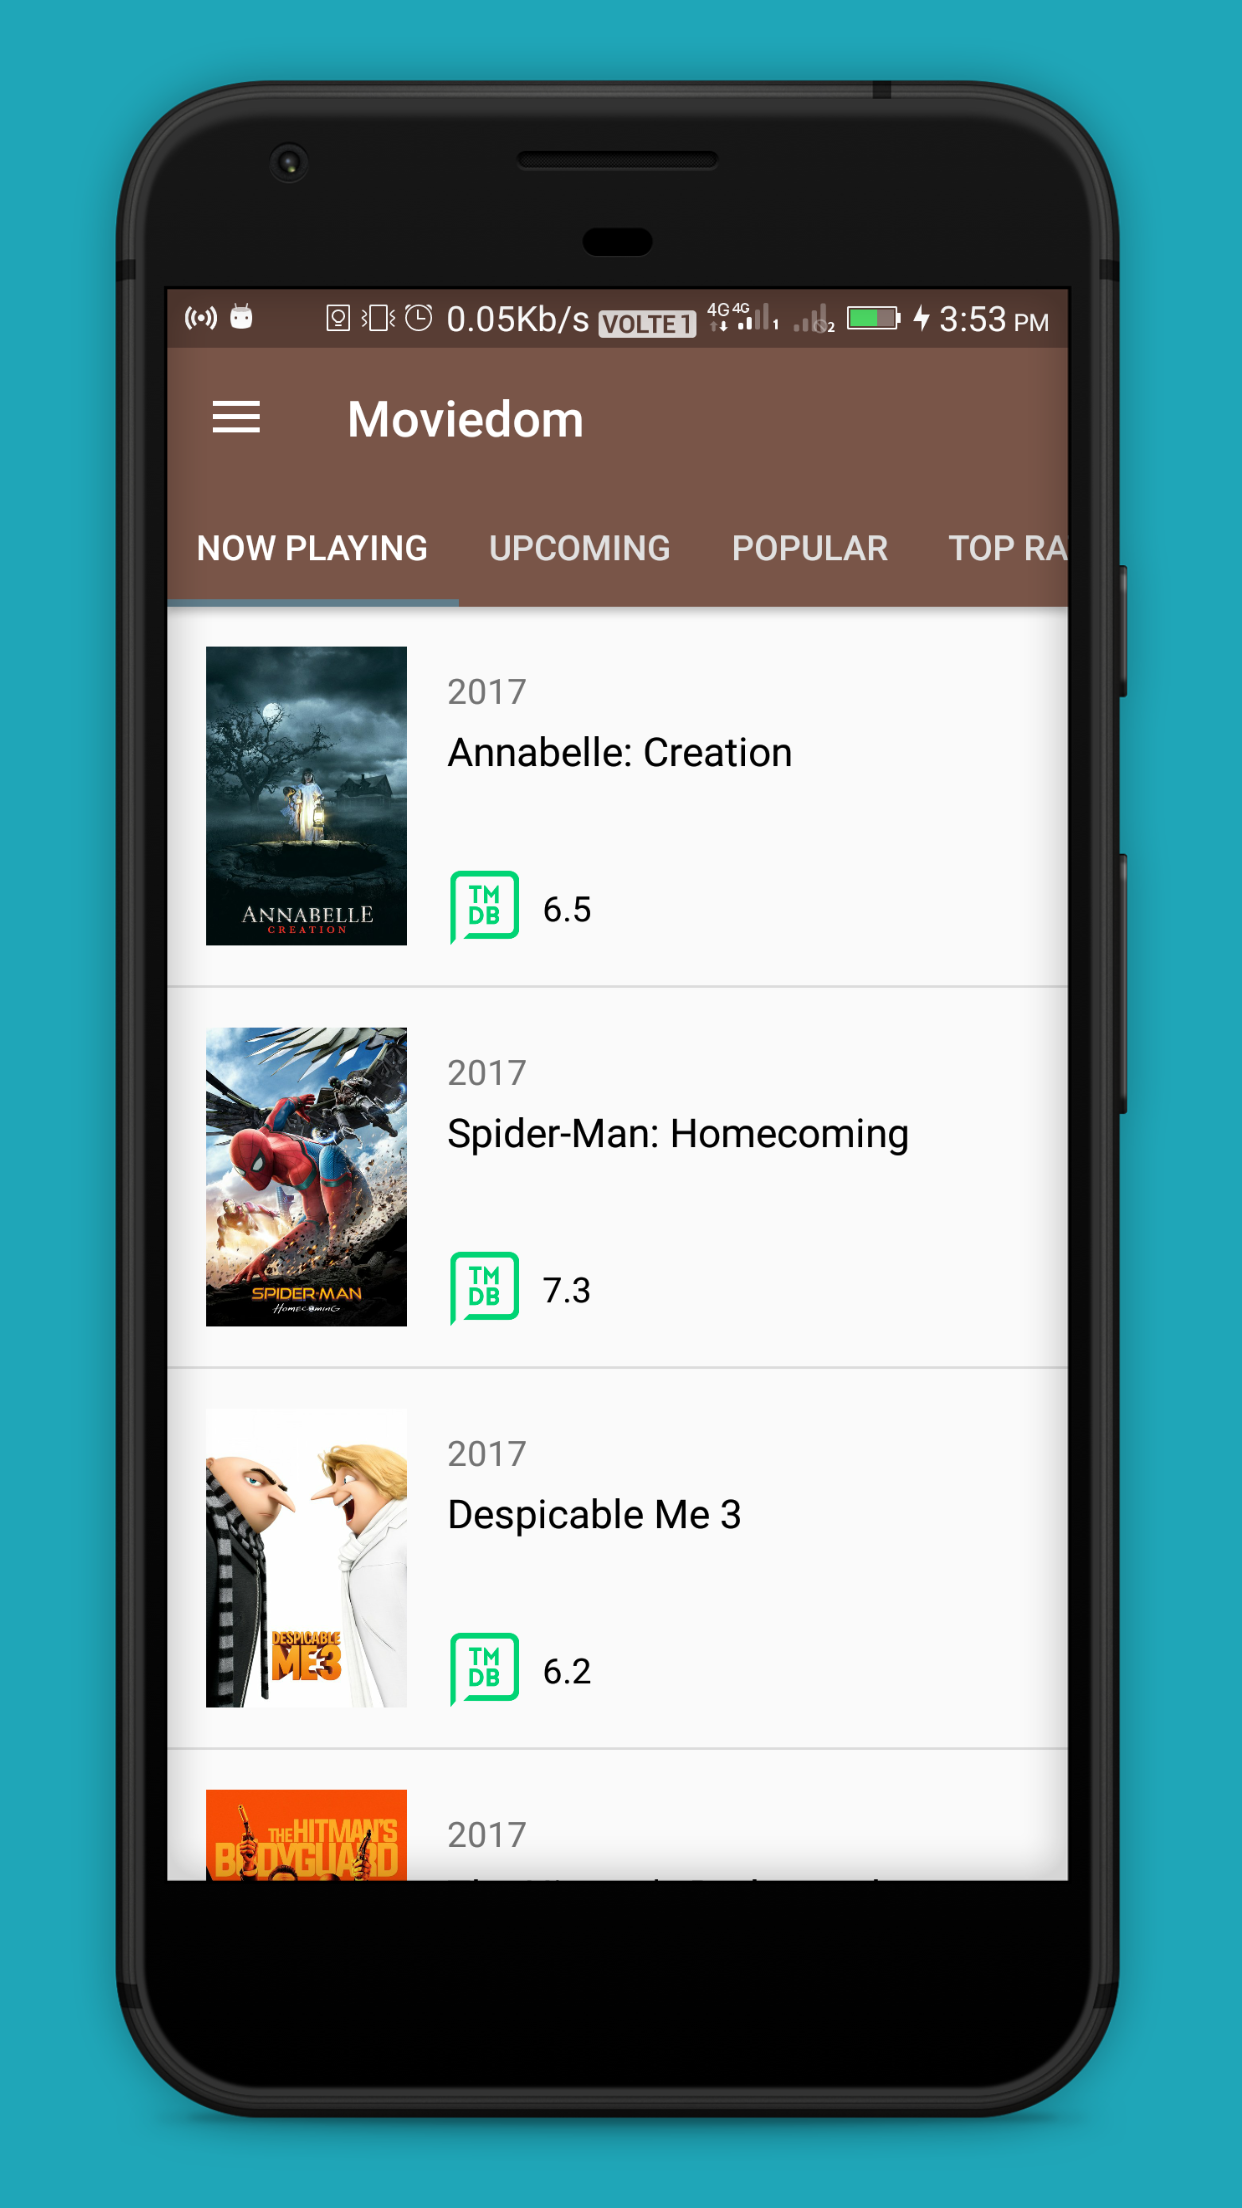 0.05Kb/s VOLTE 1 4G 4G 1 2 3:53 PM
Moviedom
NOW PLAYING UPCOMING POPULAR TOP RA
2017
Annabelle: Creation
ANNABELLE
CREATION
TM
DB
6.5
2017
Spider-Man: Homecoming
SPIDER-MAN
HOMECOMING
TM
DB
7.3
2017
Despicable Me 3
DESPICABLE
ME3
TM
DB
6.2
THE HITMAN'S
BODYGUARD
2017